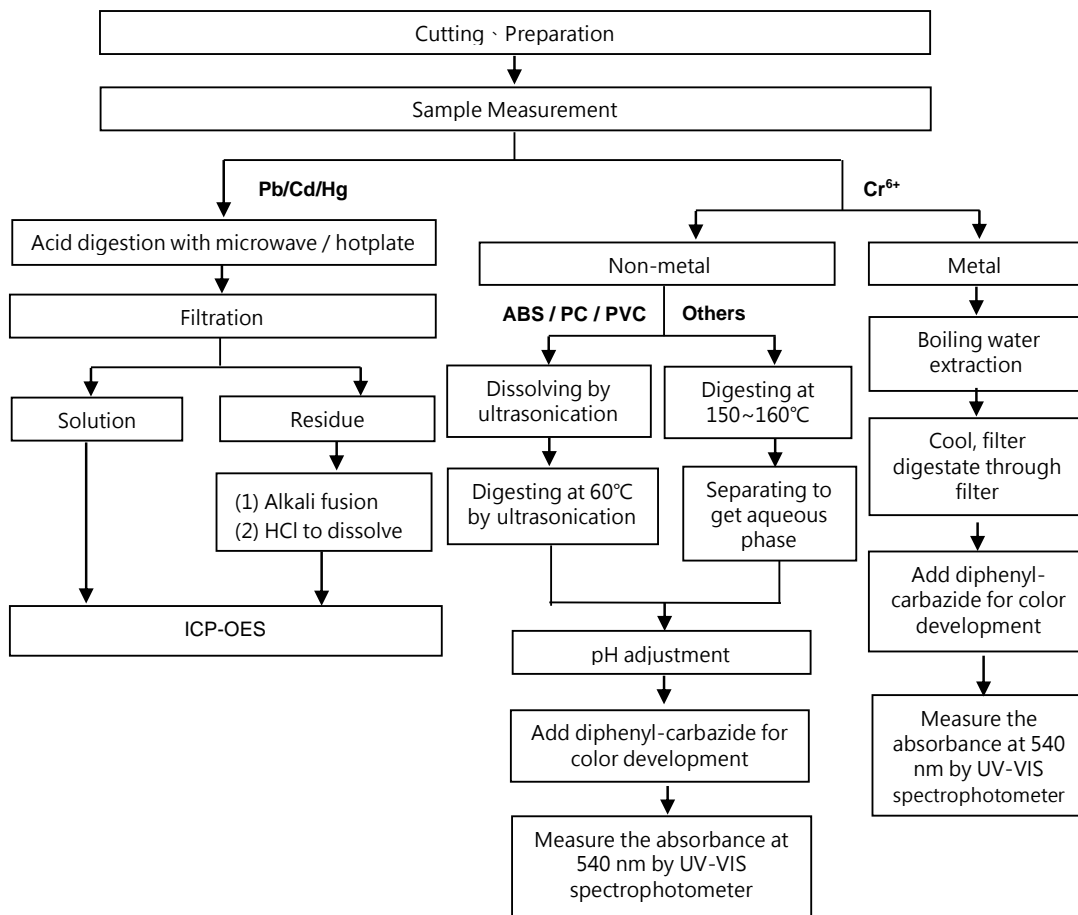 Cutting、Preparation
Sample Measurement
Pb/Cd/Hg
Cr⁶⁺
Acid digestion with microwave / hotplate
Non-metal
Metal
Filtration
ABS / PC / PVC
Others
Boiling water
extraction
Solution
Residue
Dissolving by
ultrasonication
Digesting at
150~160℃
Cool, filter
digestate through
filter
(1) Alkali fusion
(2) HCl to dissolve
Digesting at 60℃
by ultrasonication
Separating to
get aqueous
phase
Add diphenyl-
carbazide for color
development
ICP-OES
pH adjustment
Add diphenyl-carbazide for
color development
Measure the
absorbance at 540
nm by UV-VIS
spectrophotometer
Measure the absorbance at
540 nm by UV-VIS
spectrophotometer